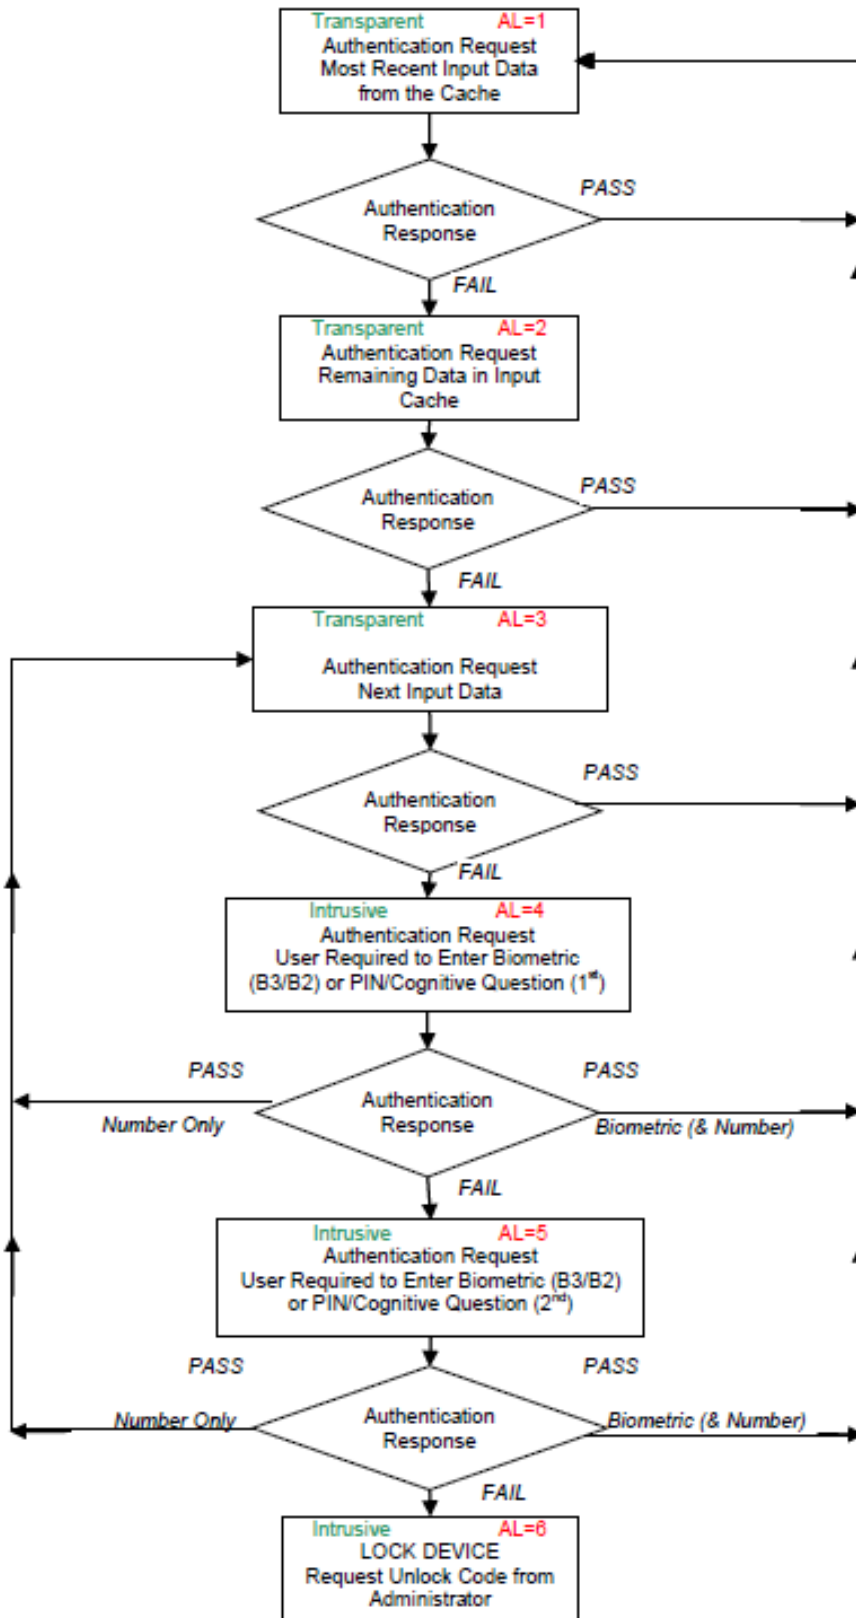 Transparent AL=1
Authentication Request
Most Recent Input Data
from the Cache
PASS
Authentication
Response
FAIL
Transparent AL=2
Authentication Request
Remaining Data in Input
Cache
PASS
Authentication
Response
FAIL
Transparent AL=3
Authentication Request
Next Input Data
PASS
Authentication
Response
FAIL
Intrusive AL=4
Authentication Request
User Required to Enter Biometric
(B3/B2) or PIN/Cognitive Question (1st)
PASS PASS
Authentication
Response
Number Only Biometric (& Number)
FAIL
Intrusive AL=5
Authentication Request
User Required to Enter Biometric (B3/B2)
or PIN/Cognitive Question (2nd)
PASS PASS
Number Only Authentication Biometric (& Number)
Response
FAIL
Intrusive AL=6
LOCK DEVICE
Request Unlock Code from
Administrator